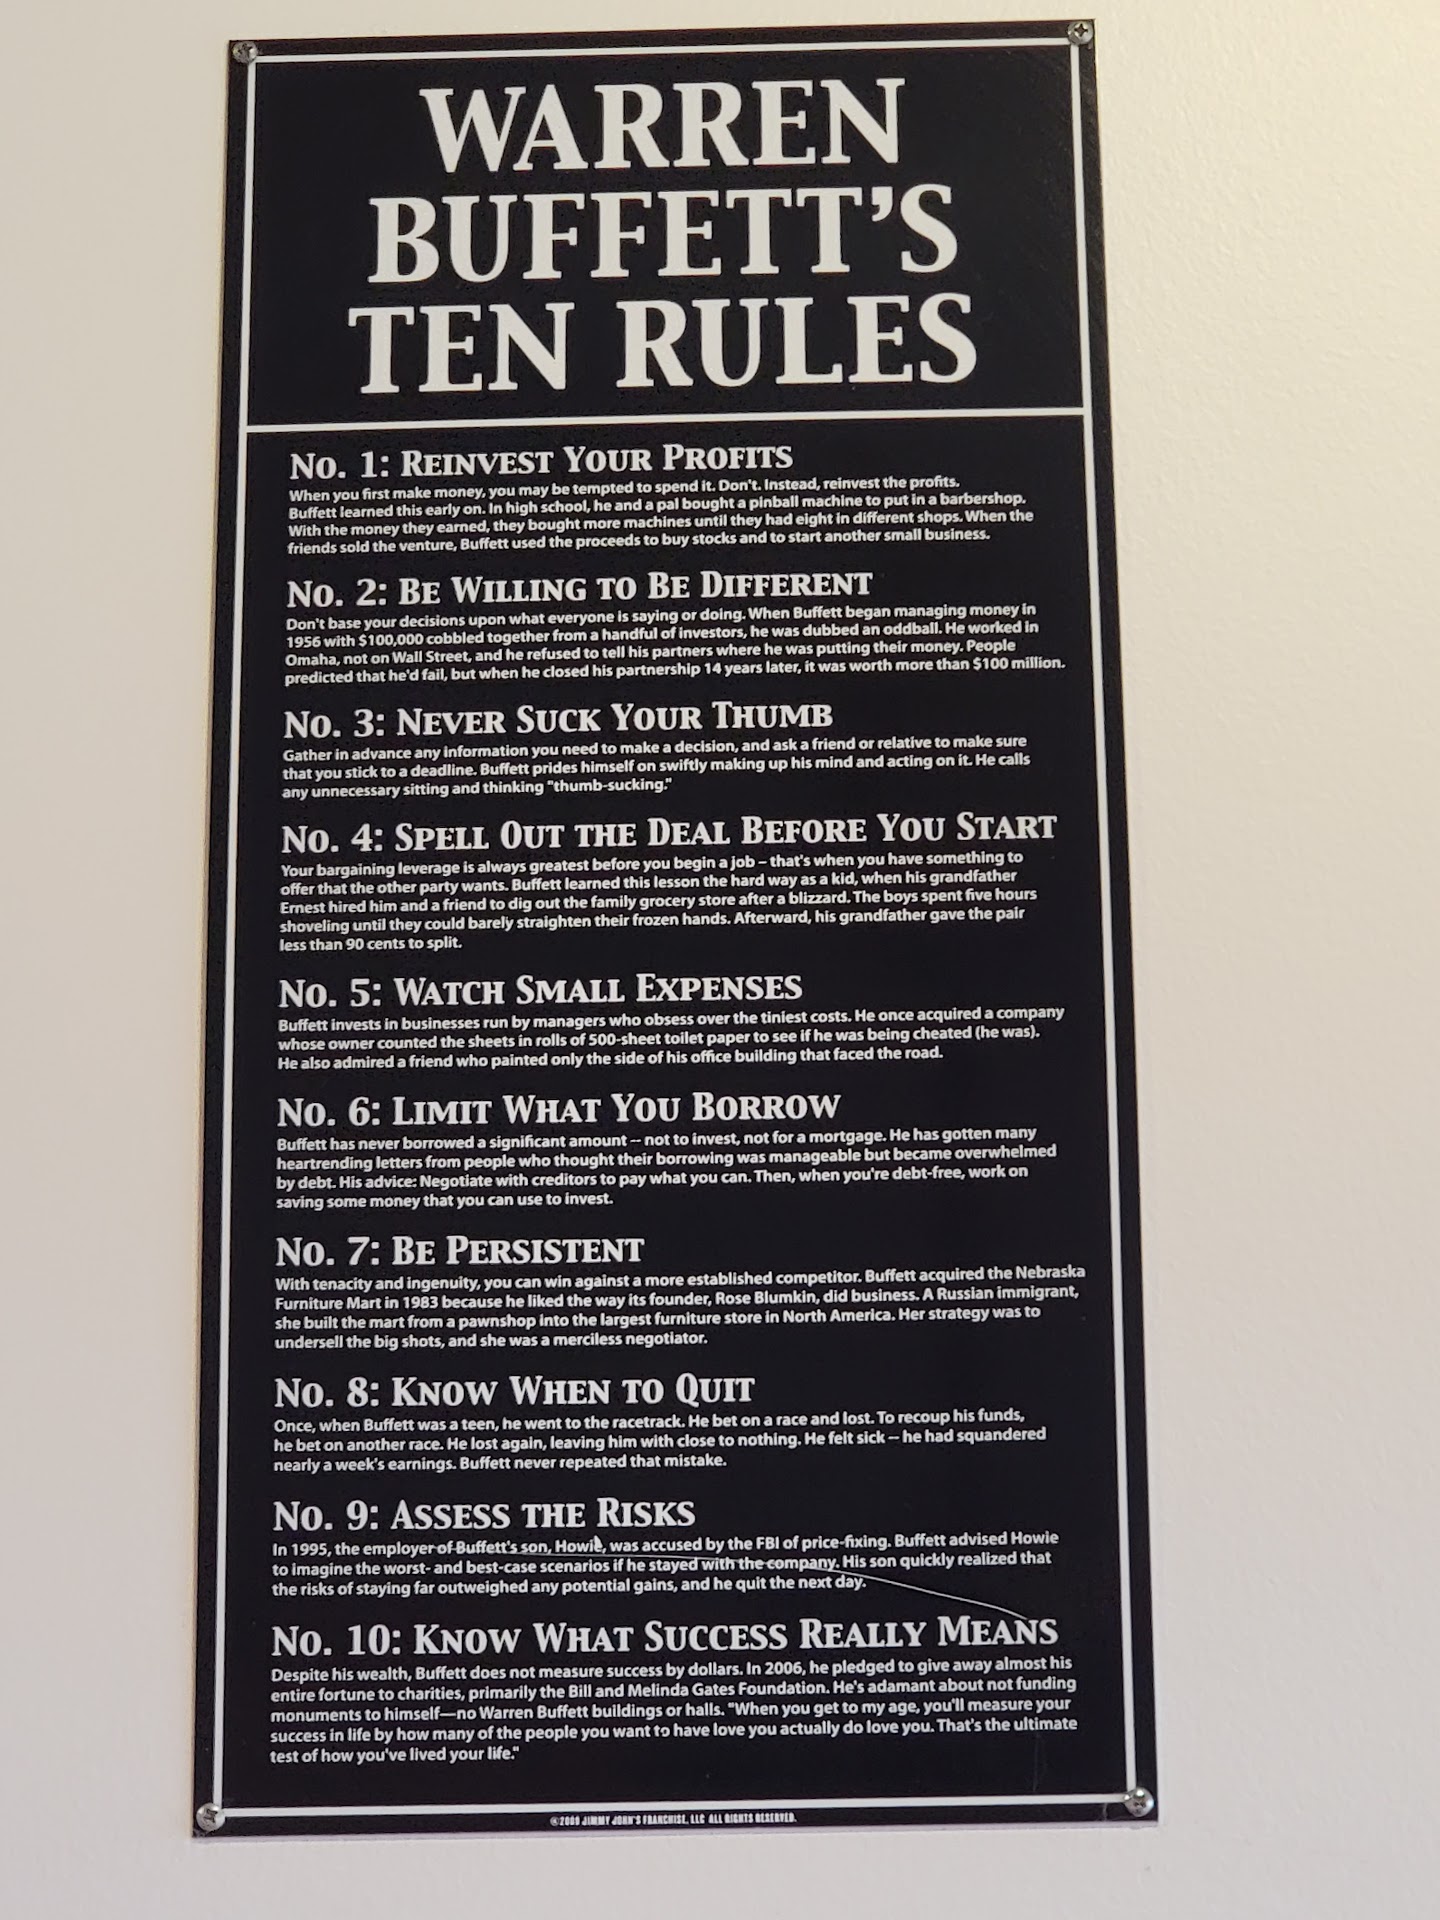 WARREN
BUFFETT'S
TEN RULES
No. 1: Reinvest Your Profits
When you first make money, you may be tempted to spend it. Don't. Instead, reinvest the profits.
Buffett learned this early on. In high school, he and a pal bought a pinball machine to put in a barbershop.
With the money they earned, they bought more machines until they had eight in different shops. When the
friends sold the venture, Buffett used the proceeds to buy stocks and to start another small business.
No. 2: Be Willing to Be Different
Don't base your decisions upon what everyone is saying or doing. When Buffett began managing money in
1956 with $100,000 cobbled together from a handful of investors, he was dubbed an oddball. He worked in
Omaha, not on Wall Street, and he refused to tell his partners where he was putting their money. People
predicted that he'd fail, but when he closed his partnership 14 years later, it was worth more than $100 million.
No. 3: Never Suck Your Thumb
Gather in advance any information you need to make a decision, and ask a friend or relative to make sure
that you stick to a deadline. Buffett prides himself on swiftly making up his mind and acting on it. He calls
any unnecessary sitting and thinking "thumb-sucking."
No. 4: Spell Out the Deal Before You Start
Your bargaining leverage is always greatest before you begin a job – that's when you have something to
offer that the other party wants. Buffett learned this lesson the hard way as a kid, when his grandfather
Ernest hired him and a friend to dig out the family grocery store after a blizzard. The boys spent five hours
shoveling until they could barely straighten their frozen hands. Afterward, his grandfather gave the pair
less than 90 cents to split.
No. 5: Watch Small Expenses
Buffett invests in businesses run by managers who obsess over the tiniest costs. He once acquired a company
whose owner counted the sheets in rolls of 500-sheet toilet paper to see if he was being cheated (he was).
He also admired a friend who painted only the side of his office building that faced the road.
No. 6: Limit What You Borrow
Buffett has never borrowed a significant amount -- not to invest, not for a mortgage. He has gotten many
heartrending letters from people who thought their borrowing was manageable but became overwhelmed
by debt. His advice: Negotiate with creditors to pay what you can. Then, when you're debt-free, work on
saving some money that you can use to invest.
No. 7: Be Persistent
With tenacity and ingenuity, you can win against a more established competitor. Buffett acquired the Nebraska
Furniture Mart in 1983 because he liked the way its founder, Rose Blumkin, did business. A Russian immigrant,
she built the mart from a pawnshop into the largest furniture store in North America. Her strategy was to
undersell the big shots, and she was a merciless negotiator.
No. 8: Know When to Quit
Once, when Buffett was a teen, he went to the racetrack. He bet on a race and lost. To recoup his funds,
he bet on another race. He lost again, leaving him with close to nothing. He felt sick -- he had squandered
nearly a week's earnings. Buffett never repeated that mistake.
No. 9: Assess the Risks
In 1995, the employer of Buffett's son, Howie, was accused by the FBI of price-fixing. Buffett advised Howie
to imagine the worst- and best-case scenarios if he stayed with the company. His son quickly realized that
the risks of staying far outweighed any potential gains, and he quit the next day.
No. 10: Know What Success Really Means
Despite his wealth, Buffett does not measure success by dollars. In 2006, he pledged to give away almost his
entire fortune to charities, primarily the Bill and Melinda Gates Foundation. He's adamant about not funding
monuments to himself—no Warren Buffett buildings or halls. "When you get to my age, you'll measure your
success in life by how many of the people you want to have love you actually do love you. That's the ultimate
test of how you've lived your life."
©2009 JIMMY JOHN'S FRANCHISE, LLC ALL RIGHTS RESERVED.